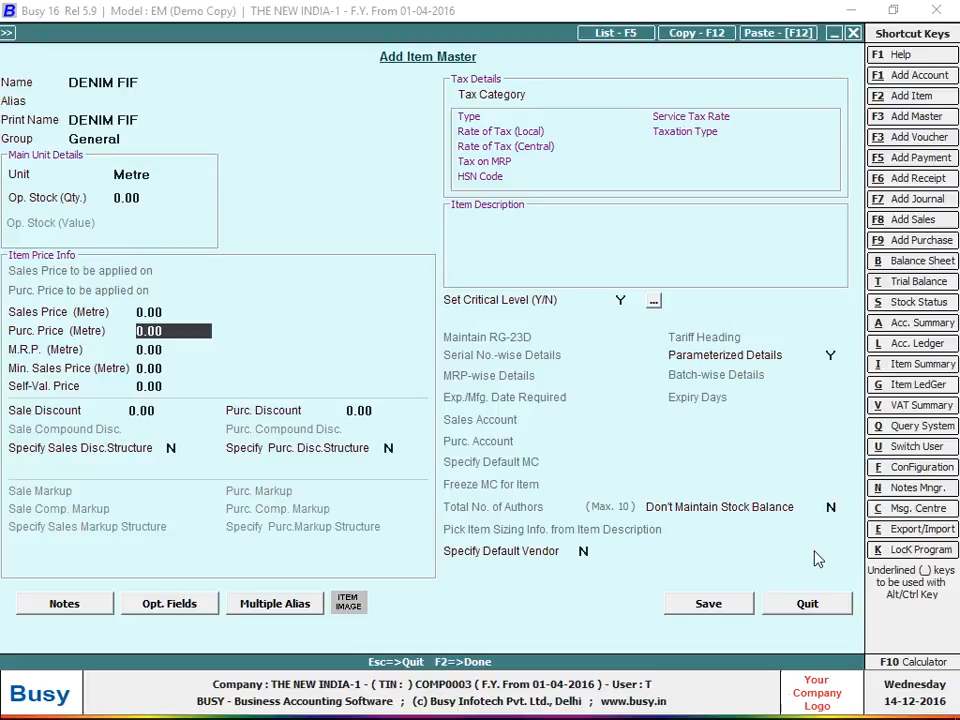 Busy 16 Rel 5.9 | Model : EM (Demo Copy) | THE NEW INDIA-1 - F.Y. From 01-04-2016
>> List - F5 Copy - F12 Paste - [F12]
Add Item Master
Name DENIM FIF
Alias
Print Name DENIM FIF
Group General
Main Unit Details
Unit Metre
Op. Stock (Qty.) 0.00
Op. Stock (Value)
Item Price Info
Sales Price to be applied on
Purc. Price to be applied on
Sales Price (Metre) 0.00
Purc. Price (Metre) 0.00
M.R.P. (Metre) 0.00
Min. Sales Price (Metre) 0.00
Self-Val. Price 0.00
Sale Discount 0.00 Purc. Discount 0.00
Sale Compound Disc. Purc. Compound Disc.
Specify Sales Disc.Structure N Specify Purc. Disc.Structure N
Sale Markup Purc. Markup
Sale Comp. Markup Purc. Comp. Markup
Specify Sales Markup Structure Specify Purc.Markup Structure
Notes Opt. Fields Multiple Alias ITEM IMAGE
Tax Details
Tax Category
Type Service Tax Rate
Rate of Tax (Local) Taxation Type
Rate of Tax (Central)
Tax on MRP
HSN Code
Item Description
Set Critical Level (Y/N) Y ...
Maintain RG-23D Tariff Heading
Serial No.-wise Details Parameterized Details Y
MRP-wise Details Batch-wise Details
Exp./Mfg. Date Required Expiry Days
Sales Account
Purc. Account
Specify Default MC
Freeze MC for Item
Total No. of Authors (Max. 10) Don't Maintain Stock Balance N
Pick Item Sizing Info. from Item Description
Specify Default Vendor N
Save Quit
Shortcut Keys
F1 Help
F1 Add Account
F2 Add Item
F3 Add Master
F3 Add Voucher
F5 Add Payment
F6 Add Receipt
F7 Add Journal
F8 Add Sales
F9 Add Purchase
B Balance Sheet
T Trial Balance
S Stock Status
A Acc. Summary
L Acc. Ledger
I Item Summary
G Item LedGer
V VAT Summary
Q Query System
U Switch User
F Configuration
N Notes Mngr.
C Msg. Centre
E Export/Import
K LocK Program
Underlined (_) keys
to be used with
Alt/Ctrl Key
Esc=>Quit F2=>Done
F10 Calculator
Busy
Company : THE NEW INDIA-1 - ( TIN : ) COMP0003 ( F.Y. From 01-04-2016 ) - User : T
BUSY - Business Accounting Software ; (c) Busy Infotech Pvt. Ltd., Delhi ; www.busy.in
Your
Company
Logo
Wednesday
14-12-2016